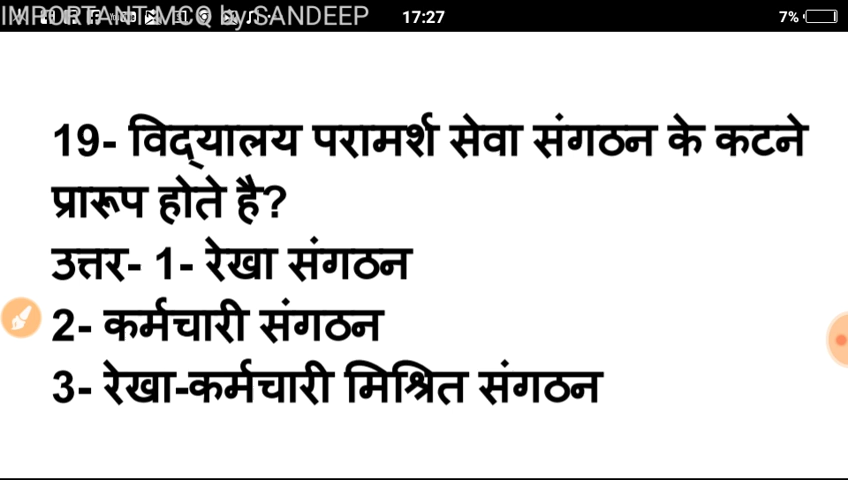 IMPORTANT MCQ by SANDEEP 17:27 7%
19- विद्यालय परामर्श सेवा संगठन के कटने
प्रारूप होते है?
उत्तर- 1- रेखा संगठन
2- कर्मचारी संगठन
3- रेखा-कर्मचारी मिश्रित संगठन